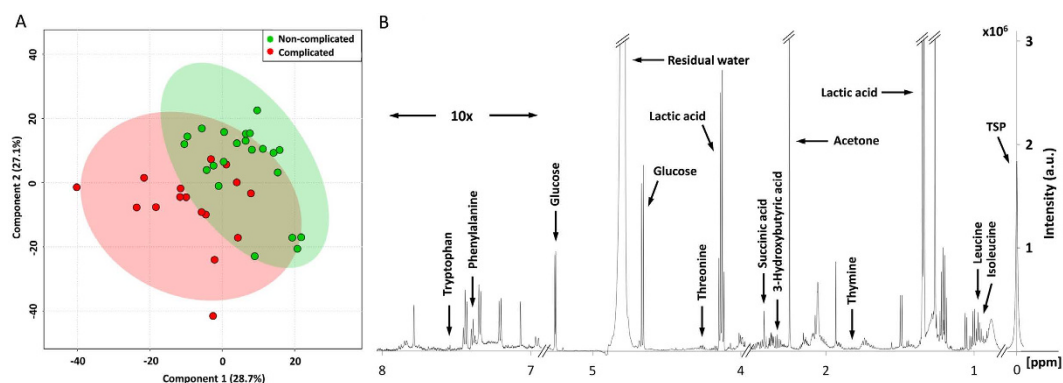 A
Non-complicated
Complicated
40
20
0
-20
-40
Component 2 (27.1%)
-40
-20
0
20
Component 1 (28.7%)
B
x10⁶
3
2
1
Intensity (a.u.)
Residual water
10x
Lactic acid
Lactic acid
TSP
Acetone
Glucose
Glucose
Phenylalanine
Tryptophan
Threonine
Succinic acid
3-Hydroxybutyric acid
Thymine
Leucine
Isoleucine
8
7
5
4
2
1
0
[ppm]